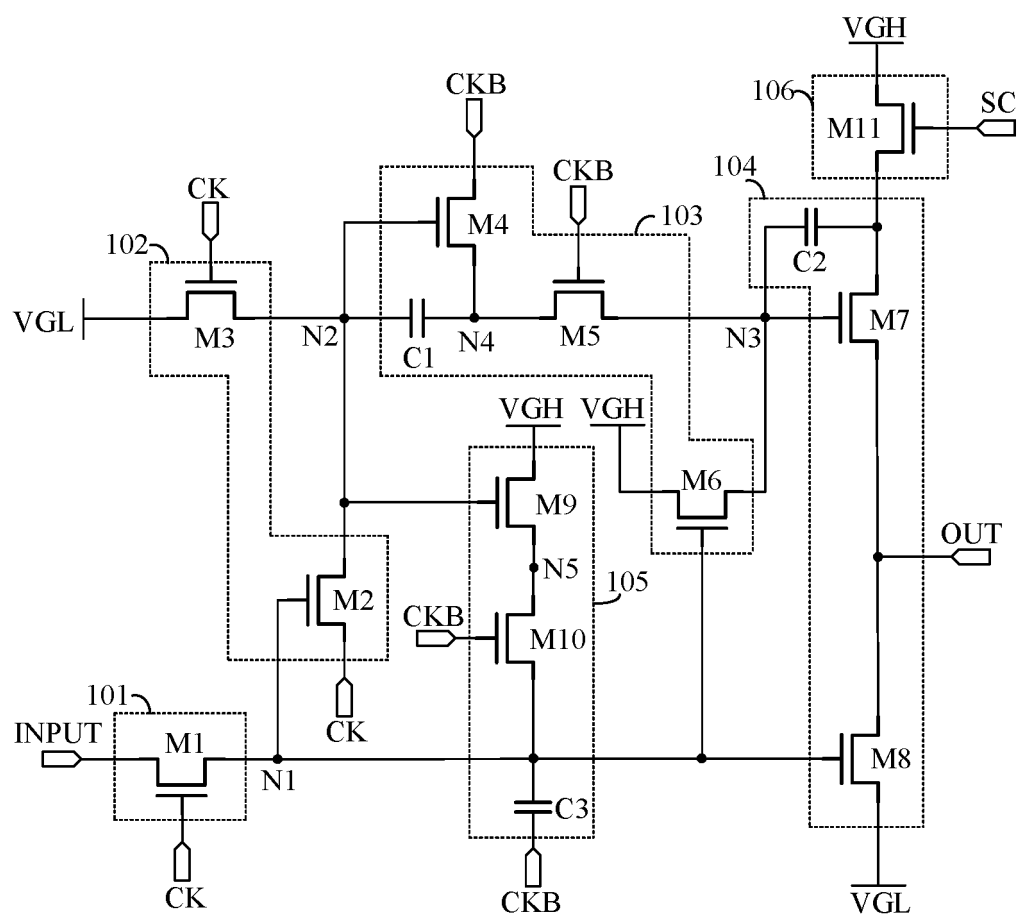 VGH
106
SC
M11
CKB
CK
CKB
104
103
102
M4
C2
VGL
M3
N2
C1
N4
M5
N3
M7
VGH
VGH
M6
M9
N5
OUT
105
M2
CKB
M10
101
CK
INPUT
M1
N1
M8
C3
CK
CKB
VGL